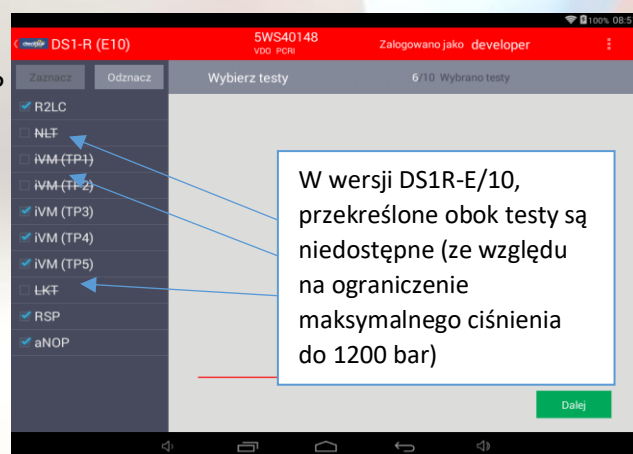 100% 08:5
DS1-R (E10)
5WS40148
VDO PCRI
Zalogowano jako developer
Zaznacz
Odznacz
Wybierz testy
6/10 Wybrano testy
R2LC
NLT
iVM (TP1)
iVM (TP2)
iVM (TP3)
iVM (TP4)
iVM (TP5)
LKT
RSP
aNOP
W wersji DS1R-E/10,
przekreślone obok testy są
niedostępne (ze względu
na ograniczenie
maksymalnego ciśnienia
do 1200 bar)
Dalej